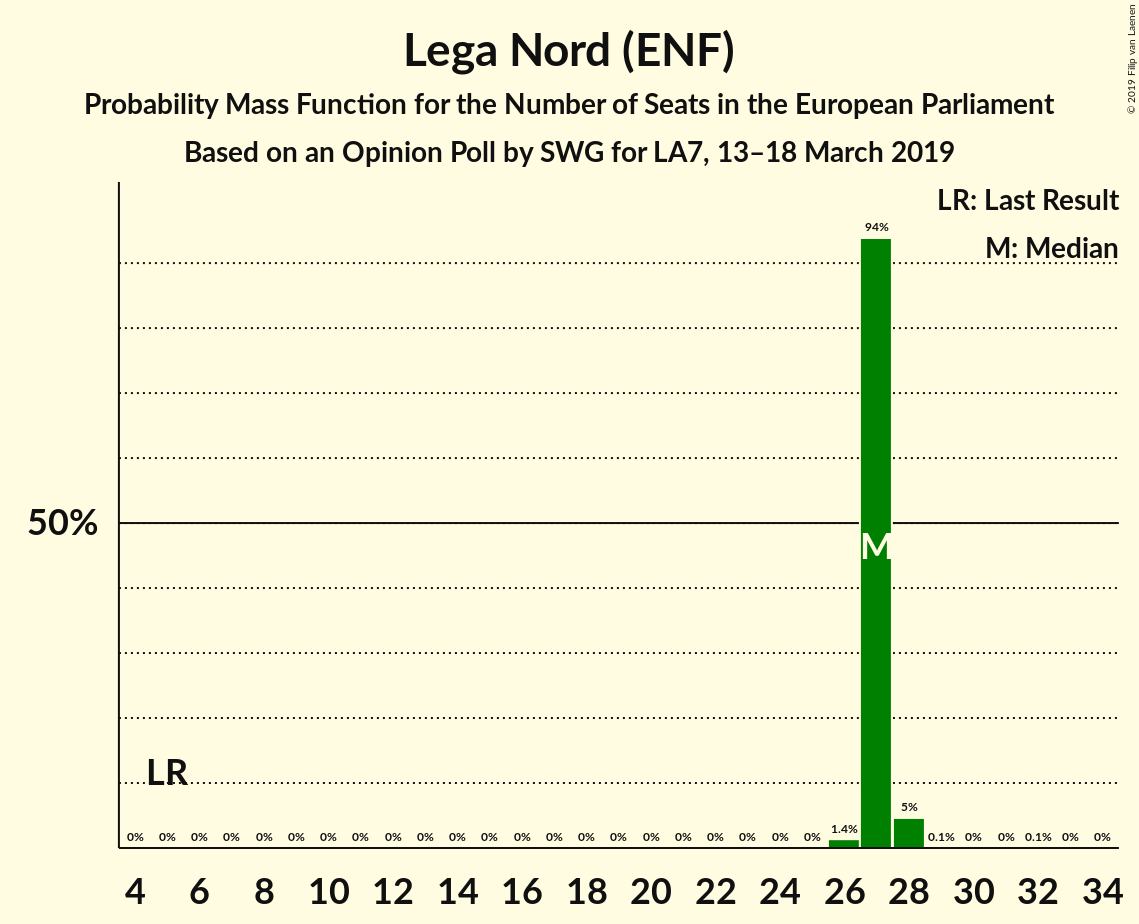 Lega Nord (ENF)
Probability Mass Function for the Number of Seats in the European Parliament
Based on an Opinion Poll by SWG for LA7, 13–18 March 2019
© 2019 Filip van Laenen
LR: Last Result
M: Median
94%
50%
M
LR
0% 0% 0% 0% 0% 0% 0% 0% 0% 0% 0% 0% 0% 0% 0% 0% 0% 0% 0% 0% 0% 0% 1.4% 5% 0.1% 0% 0% 0.1% 0% 0%
4 6 8 10 12 14 16 18 20 22 24 26 28 30 32 34